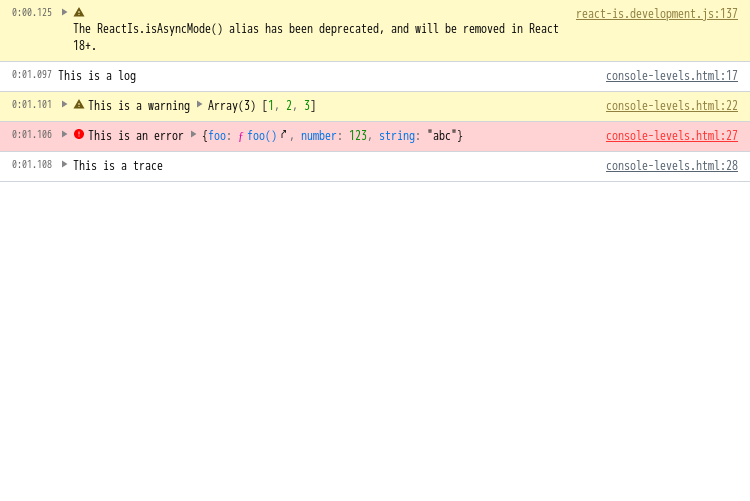 0:00.125 react-is.development.js:137
The ReactIs.isAsyncMode() alias has been deprecated, and will be removed in React
18+.
0:01.097 This is a log console-levels.html:17
0:01.101 This is a warning Array(3) [1, 2, 3] console-levels.html:22
0:01.106 This is an error {foo: ƒ foo(), number: 123, string: "abc"} console-levels.html:27
0:01.108 This is a trace console-levels.html:28